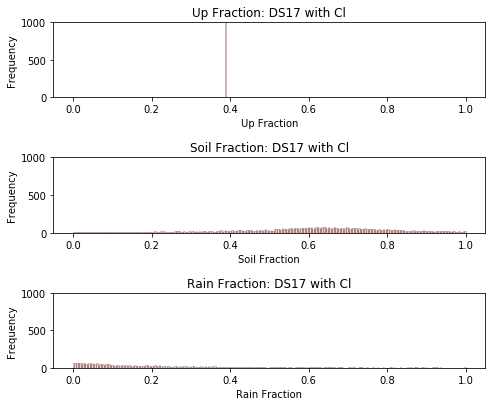 Up Fraction: DS17 with Cl
1000
500
0
Frequency
0.0 0.2 0.4 0.6 0.8 1.0
Up Fraction
Soil Fraction: DS17 with Cl
1000
500
0
Frequency
0.0 0.2 0.4 0.6 0.8 1.0
Soil Fraction
Rain Fraction: DS17 with Cl
1000
500
0
Frequency
0.0 0.2 0.4 0.6 0.8 1.0
Rain Fraction